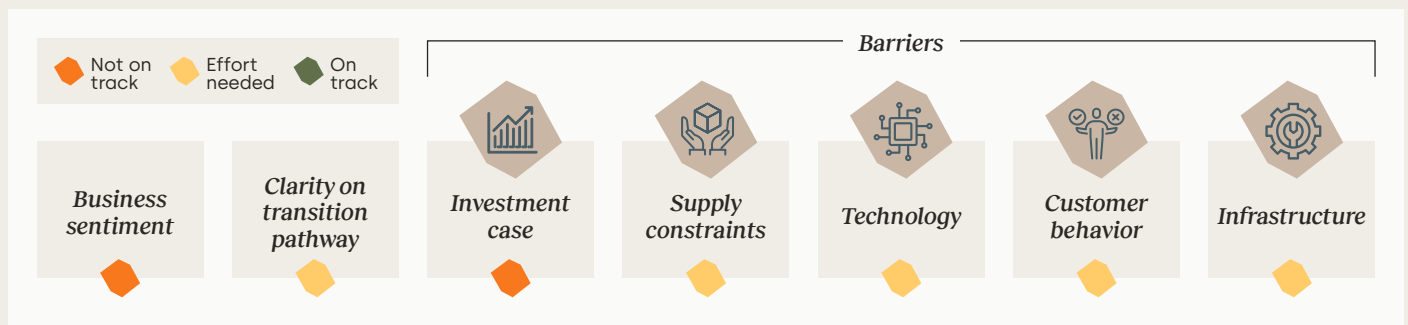 Barriers
Not on
track
Effort
needed
On
track
Business
sentiment
Clarity on
transition
pathway
Investment
case
Supply
constraints
Technology
Customer
behavior
Infrastructure